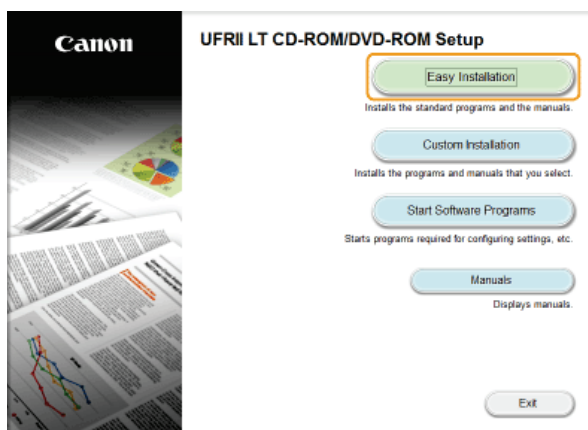 Canon
UFRII LT CD-ROM/DVD-ROM Setup
Easy Installation
Installs the standard programs and the manuals.
Custom Installation
Installs the programs and manuals that you select.
Start Software Programs
Starts programs required for configuring settings, etc.
Manuals
Displays manuals.
Exit